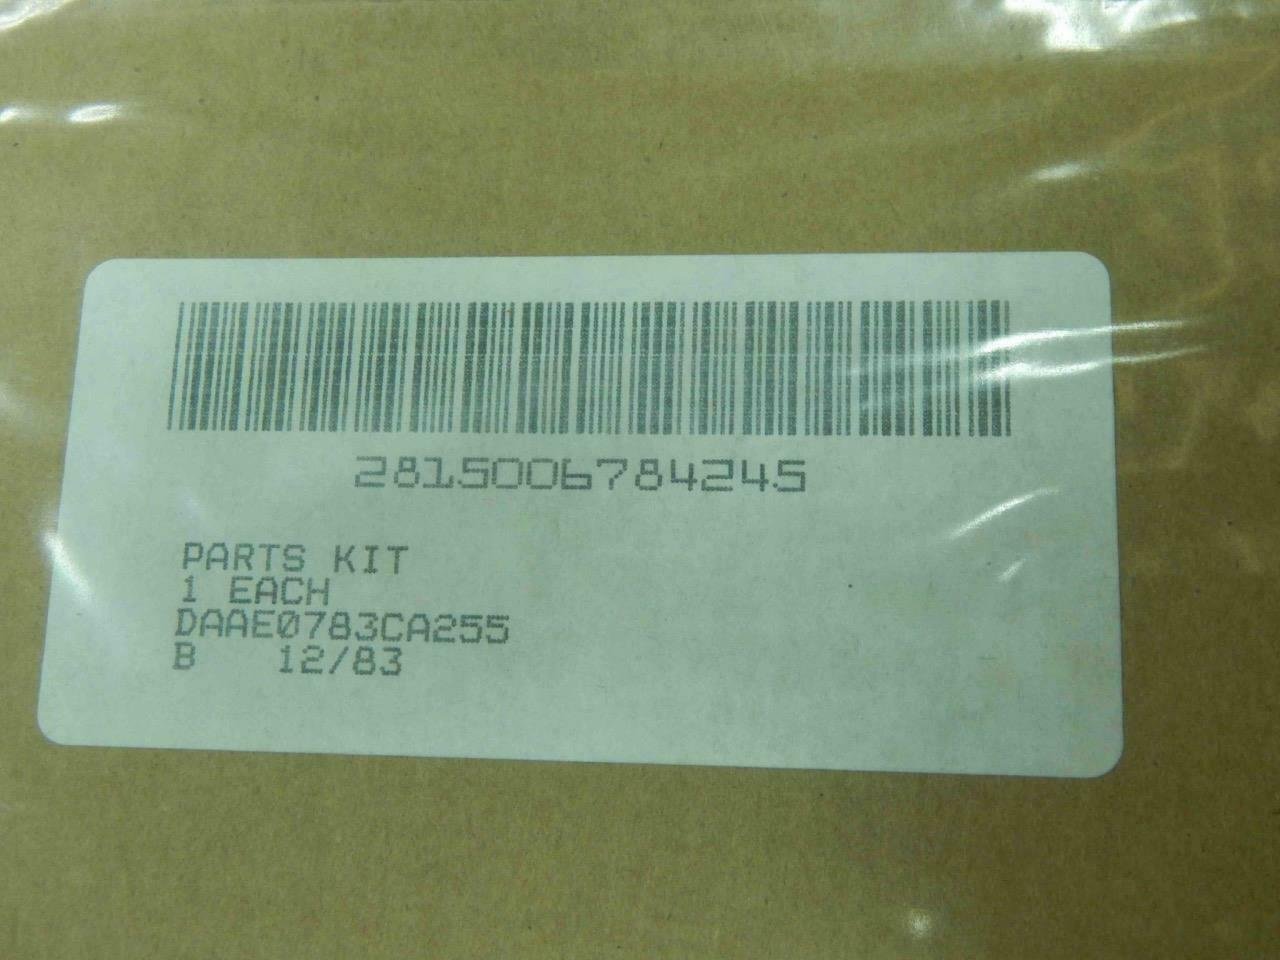 2815006784245
PARTS KIT
1 EACH
DAAE0783CA255
B 12/83